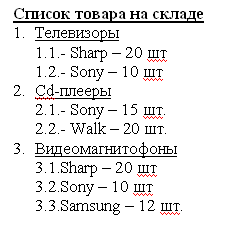 Список товара на складе
1. Телевизоры
1.1.- Sharp – 20 шт
1.2.- Sony – 10 шт
2. Cd-плееры
2.1.- Sony – 15 шт.
2.2.- Walk – 20 шт.
3. Видеомагнитофоны
3.1.Sharp – 20 шт
3.2.Sony – 10 шт
3.3.Samsung – 12 шт.